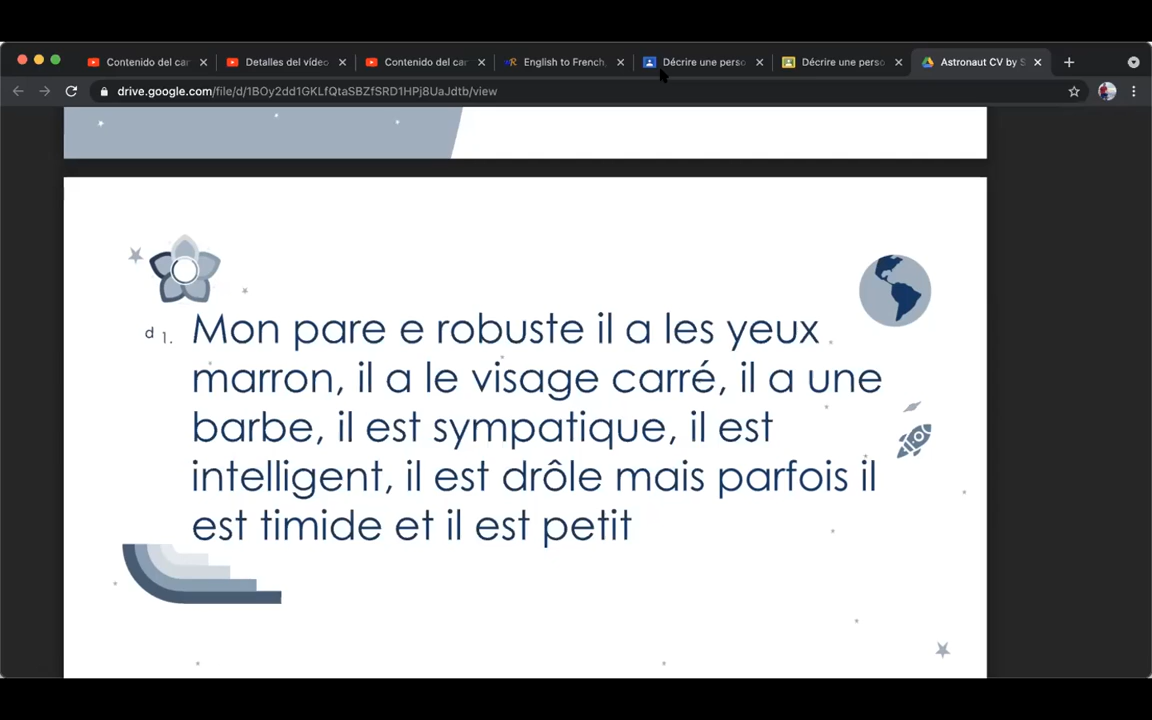 Contenido del car
Detalles del vídeo
Contenido del car
English to French,
Décrire une perso
Décrire une perso
Astronaut CV by S
drive.google.com/file/d/1BOy2dd1GKLfQtaSBZfSRD1HPj8UaJdtb/view
d 1. Mon pare e robuste il a les yeux
marron, il a le visage carré, il a une
barbe, il est sympatique, il est
intelligent, il est drôle mais parfois il
est timide et il est petit